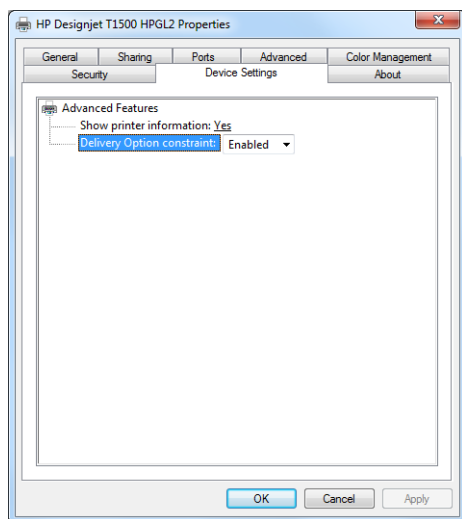 HP Designjet T1500 HPGL2 Properties
General Sharing Ports Advanced Color Management
Security Device Settings About
Advanced Features
Show printer information: Yes
Delivery Option constraint: Enabled
OK Cancel Apply